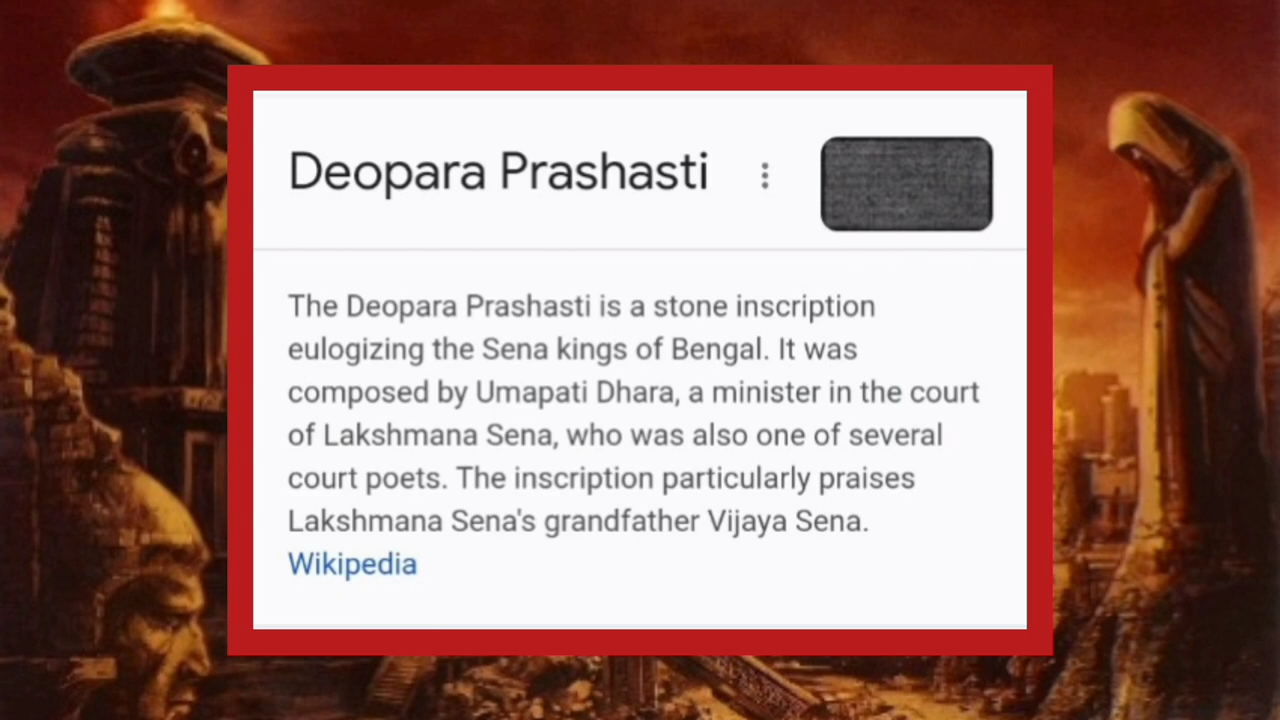 Deopara Prashasti
The Deopara Prashasti is a stone inscription
eulogizing the Sena kings of Bengal. It was
composed by Umapati Dhara, a minister in the court
of Lakshmana Sena, who was also one of several
court poets. The inscription particularly praises
Lakshmana Sena's grandfather Vijaya Sena.
Wikipedia